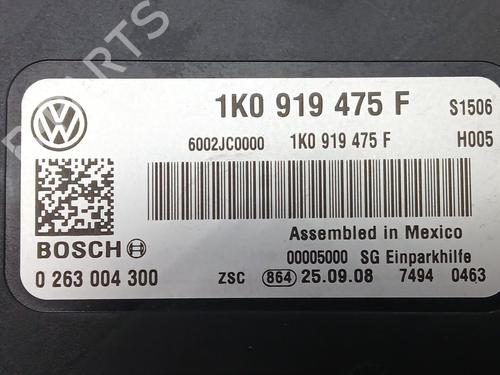 PARTS
1K0 919 475 F S1506
6002JC0000 1K0 919 475 F H005
BOSCH
Assembled in Mexico
00005000 SG Einparkhilfe
0 263 004 300 ZSC 864 25.09.08 7494 0463